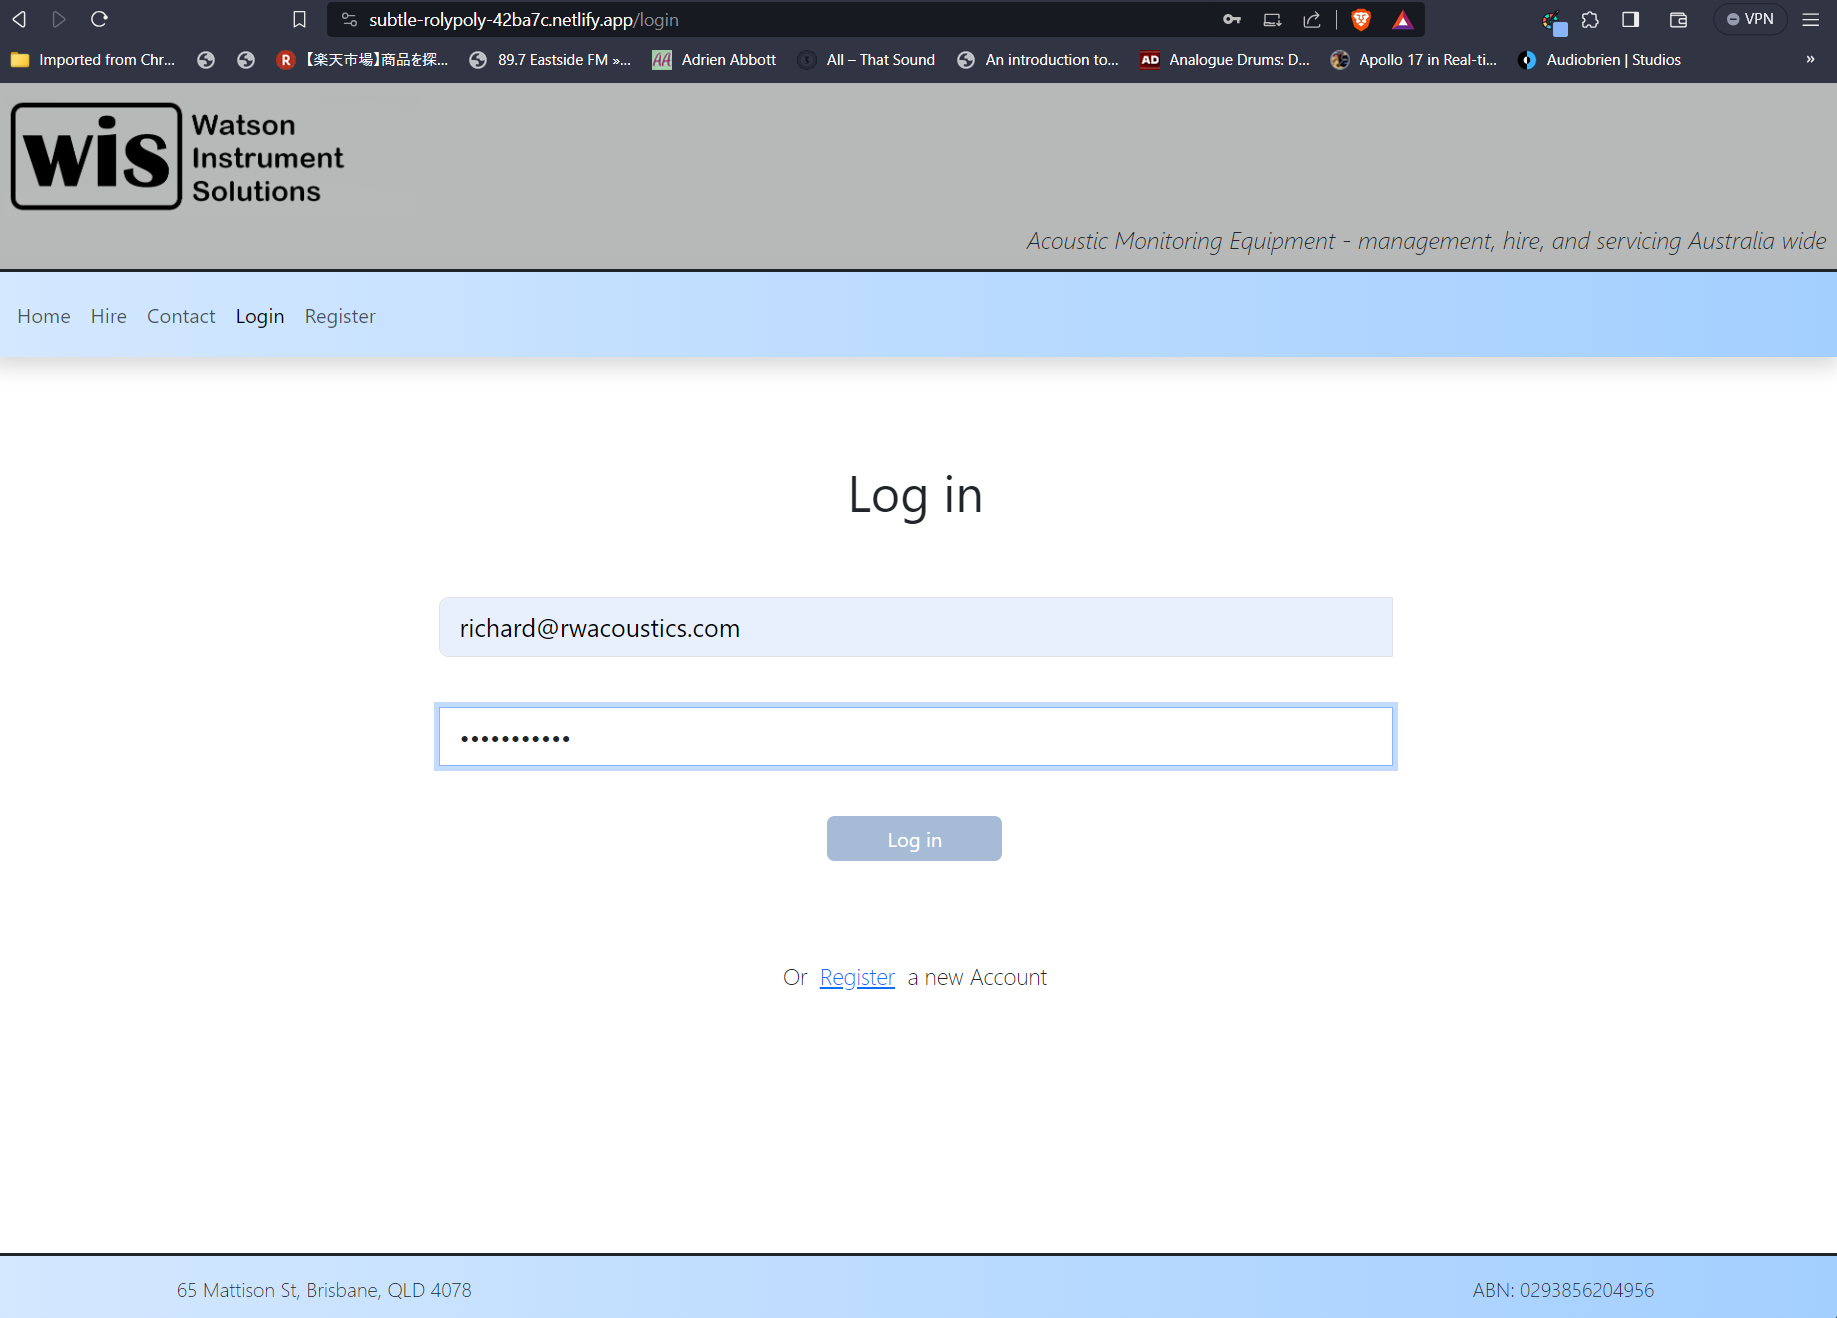 subtle-rolypoly-42ba7c.netlify.app/login
VPN
Imported from Chr...
R
【楽天市場】商品を探...
89.7 Eastside FM »...
AA
Adrien Abbott
All – That Sound
An introduction to...
AD
Analogue Drums: D...
Apollo 17 in Real-ti...
Audiobrien | Studios
»
wis
Watson
Instrument
Solutions
Acoustic Monitoring Equipment - management, hire, and servicing Australia wide
Home
Hire
Contact
Login
Register
Log in
richard@rwacoustics.com
•••••••••••
Log in
Or Register a new Account
65 Mattison St, Brisbane, QLD 4078
ABN: 0293856204956